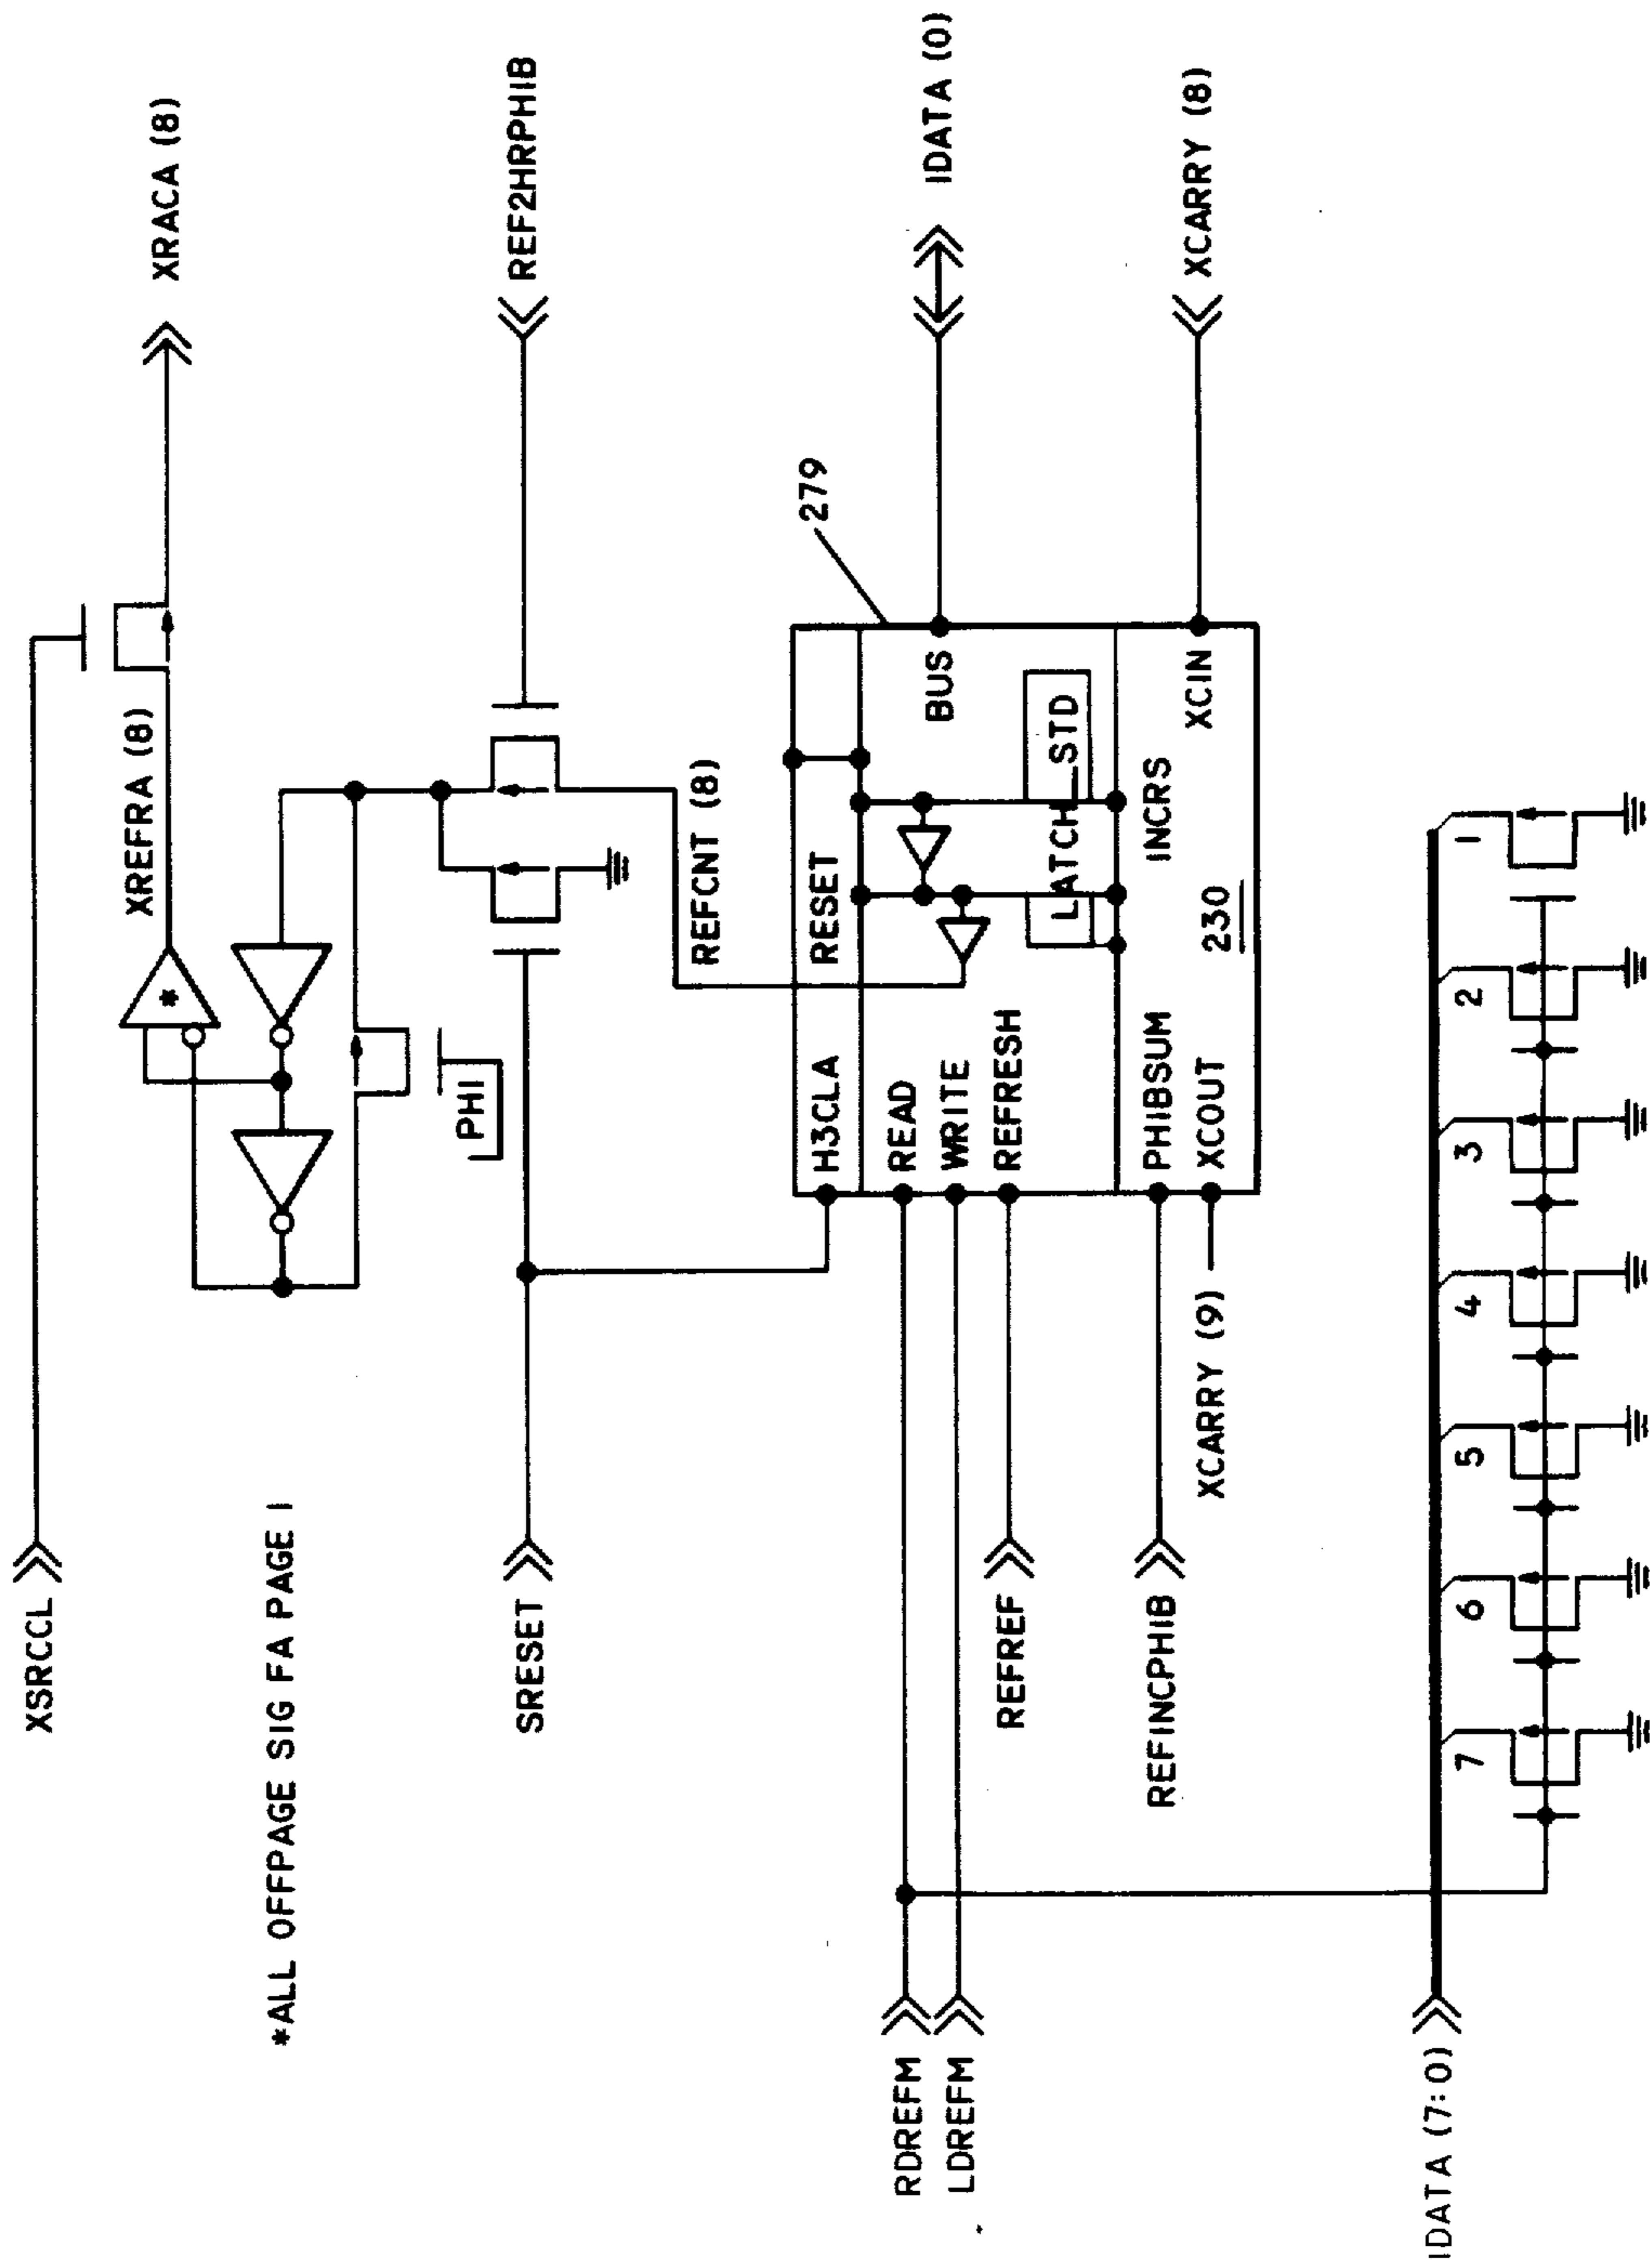 XSRCCL
XRACA (8)
XREFRA (8)
*
*ALL OFFPAGE SIG FA PAGE 1
PHI
SRESET
REF2HRPHIB
REFCNT (8)
279
H3CLA
RESET
READ
WRITE
REFRESH
BUS
LATCH_STD
PHIBSUM
XCOUT
INCRS
XCIN
230
RDREFM
LDREFM
REFREF
REFINCPHIB
XCARRY (9)
IDATA (0)
XCARRY (8)
IDATA (7:0)
7 6 5 4 3 2 1